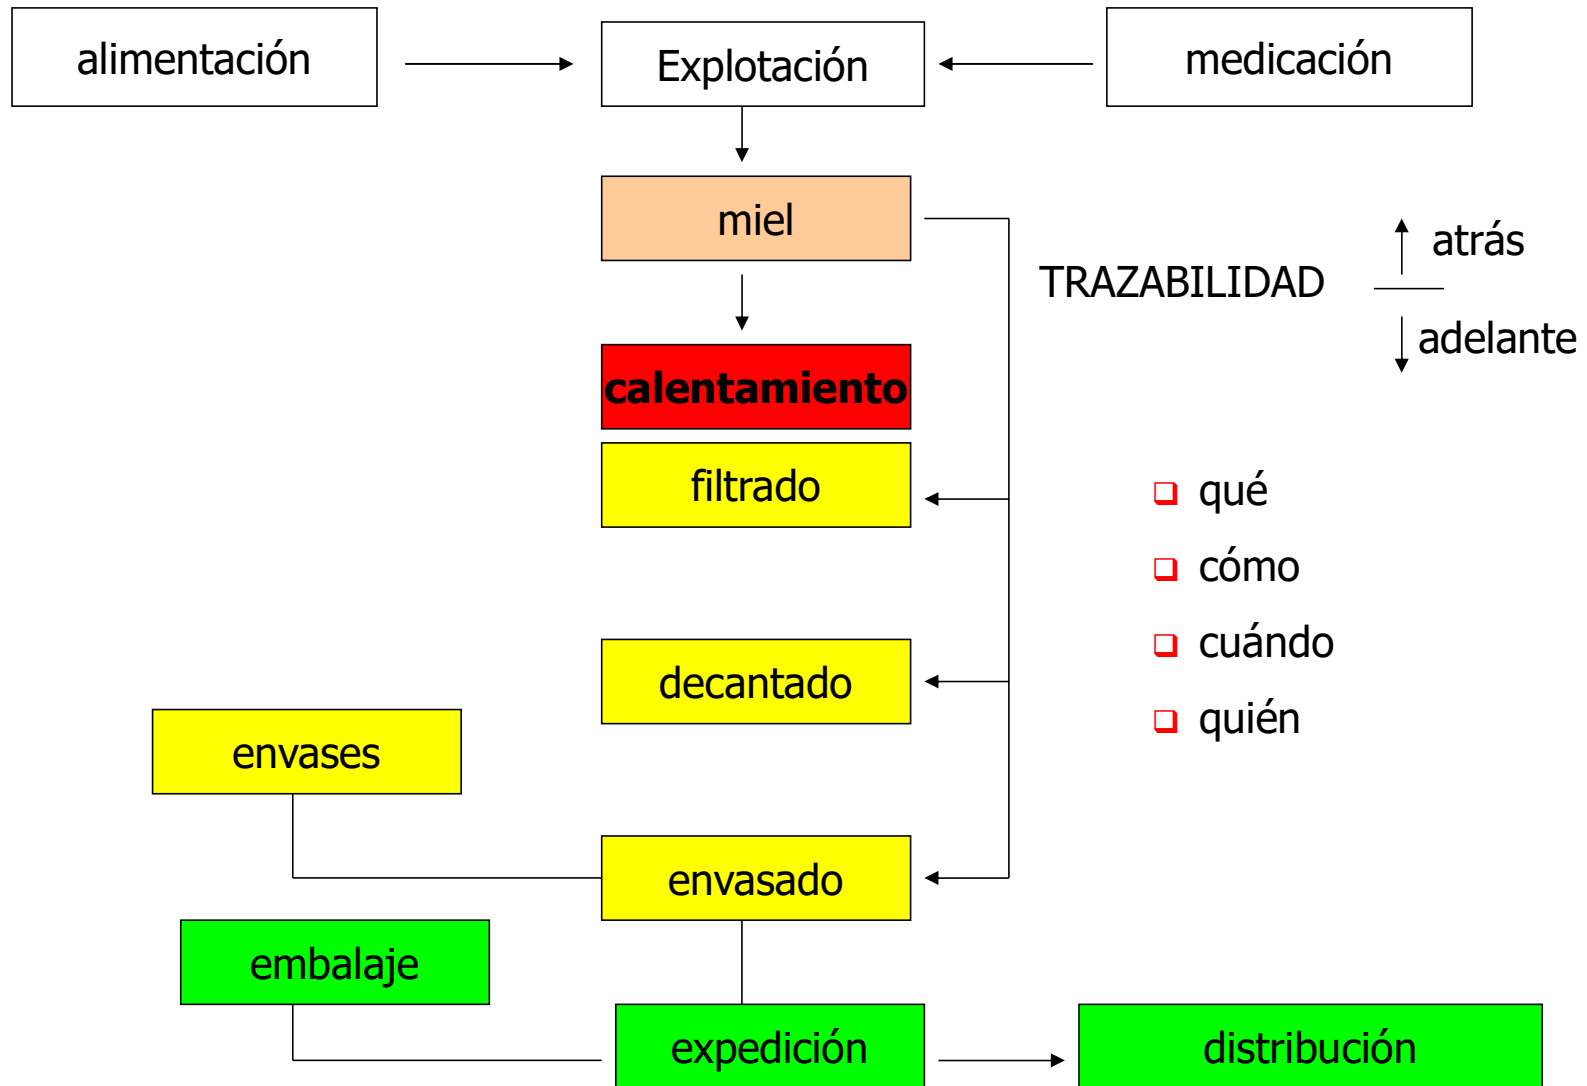 alimentación
Explotación
medicación
miel
atrás
TRAZABILIDAD
adelante
calentamiento
filtrado
qué
cómo
cuándo
quién
decantado
envases
envasado
embalaje
expedición
distribución